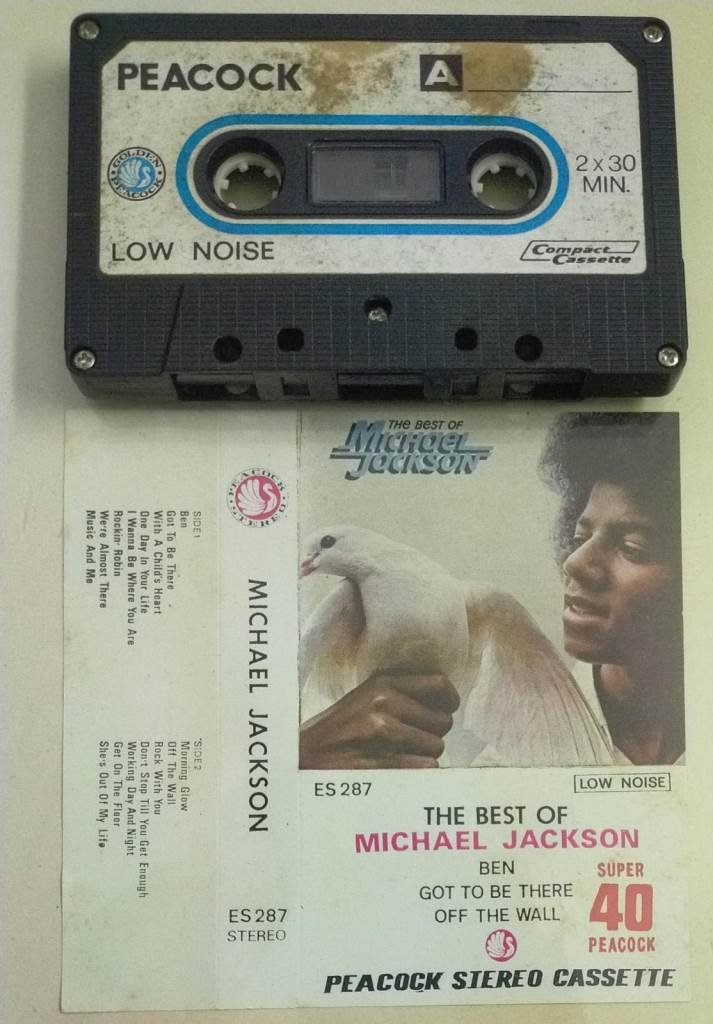 PEACOCK
A
GOLDEN
PEACOCK
2 x 30
MIN.
LOW NOISE
Compact
Cassette
THE BEST OF
MICHAEL
JACKSON
PEACOCK
STEREO
MICHAEL JACKSON
ES 287
STEREO
SIDE 1
Ben
Got To Be There
With A Child's Heart
One Day In Your Life
I Wanna Be Where You Are
Rockin' Robin
We're Almost There
Music And Me
SIDE 2
Morning Glow
Off The Wall
Rock With You
Don't Stop Till You Get Enough
Working Day And Night
Get On The Floor
She's Out Of My Life
ES 287
LOW NOISE
THE BEST OF
MICHAEL JACKSON
BEN
GOT TO BE THERE
OFF THE WALL
SUPER
40
PEACOCK
PEACOCK STEREO CASSETTE